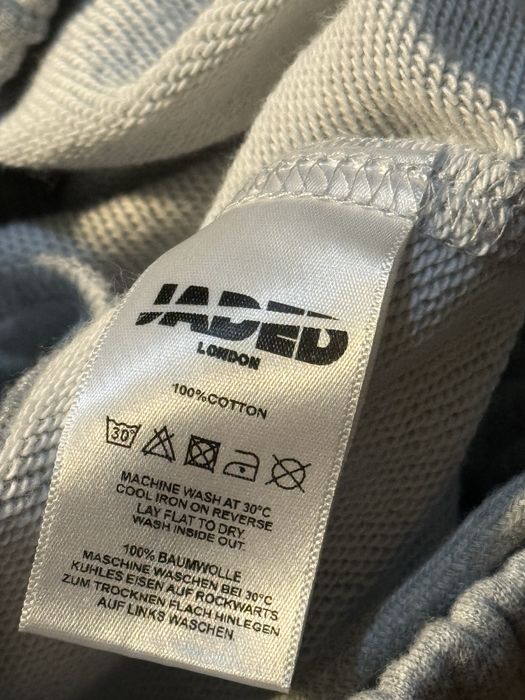 JADED
LONDON
100%COTTON
30°
MACHINE WASH AT 30°C
COOL IRON ON REVERSE
LAY FLAT TO DRY
WASH INSIDE OUT
100% BAUMWOLLE
MASCHINE WASCHEN BEI 30°C
KUHLES EISEN AUF ROCKWARTS
ZUM TROCKNEN FLACH HINLEGEN
AUF LINKS WASCHEN